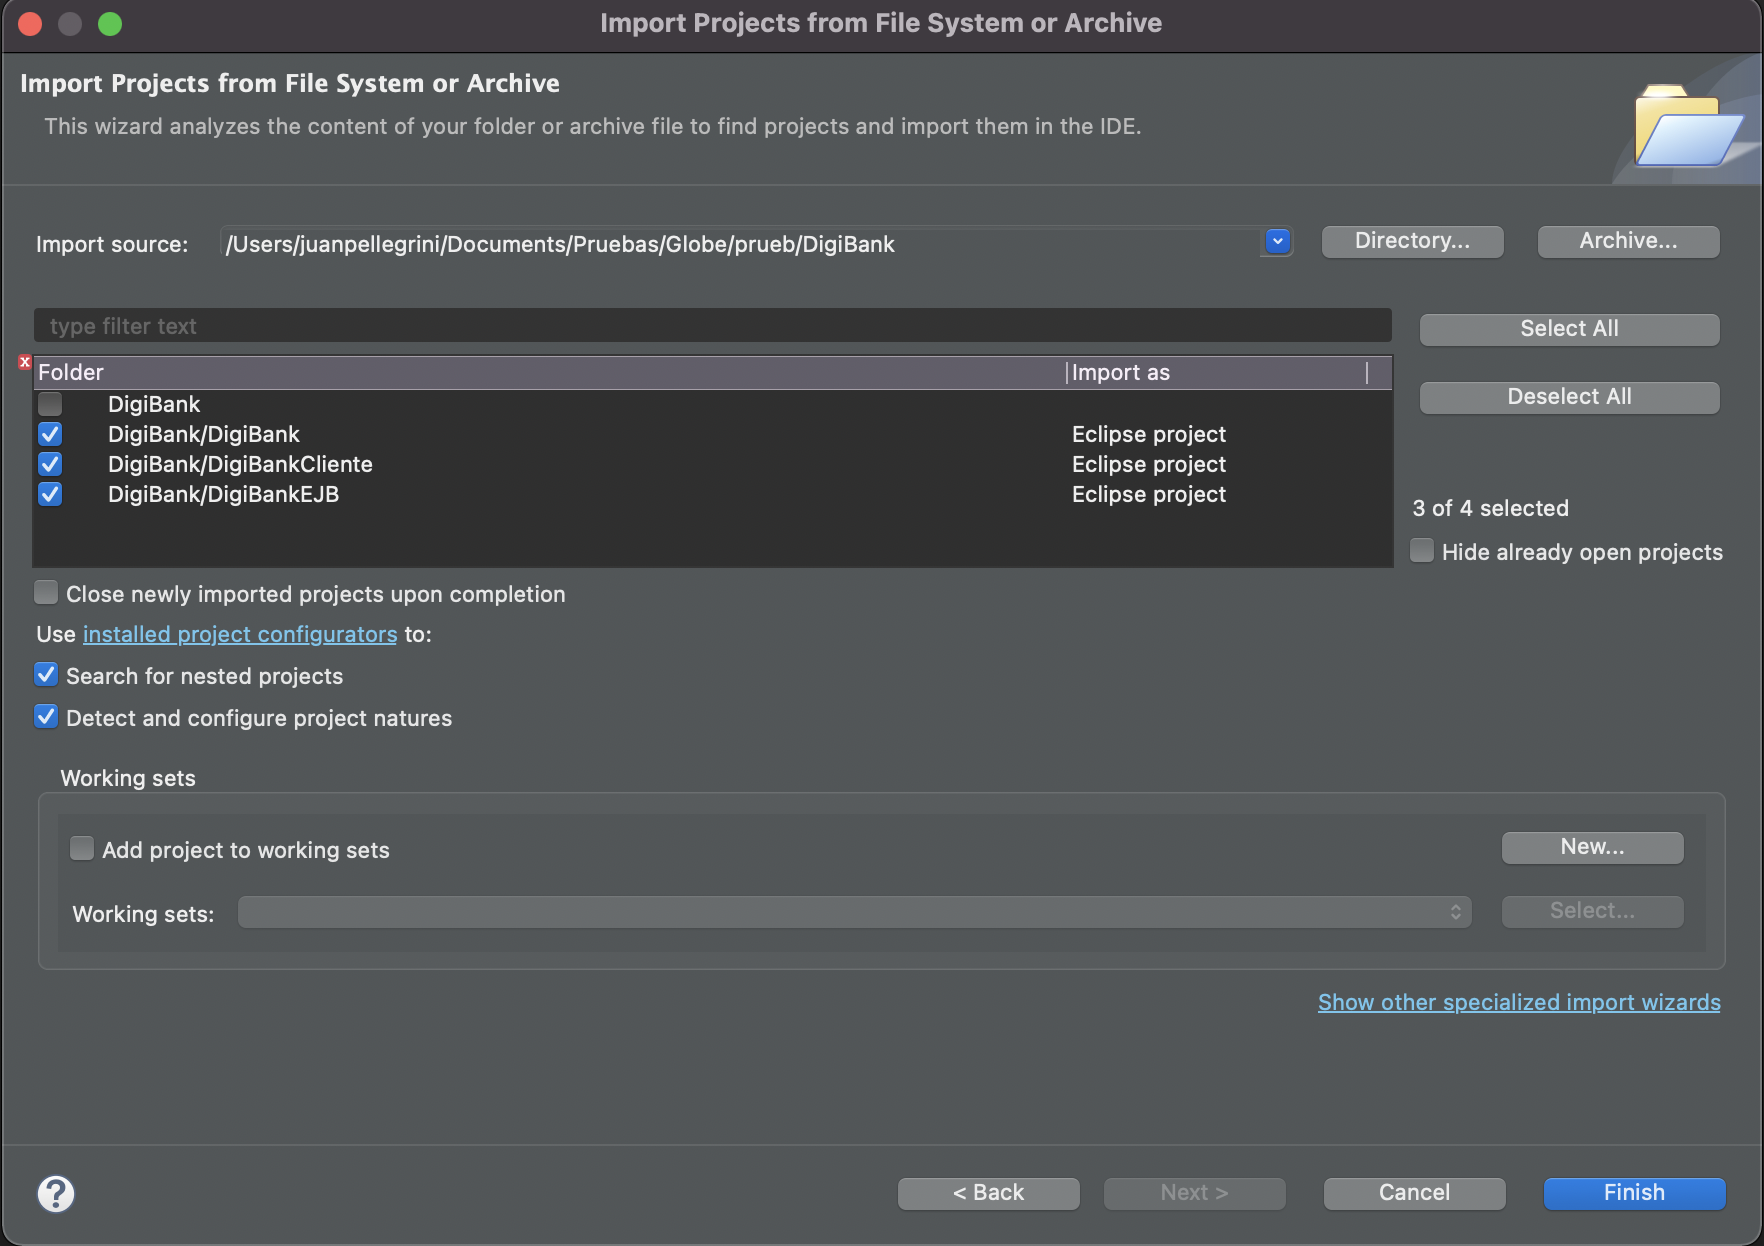 Import Projects from File System or Archive
Import Projects from File System or Archive
This wizard analyzes the content of your folder or archive file to find projects and import them in the IDE.
Import source: /Users/juanpellegrini/Documents/Pruebas/Globe/prueb/DigiBank Directory... Archive...
type filter text
Select All
Folder Import as
DigiBank
Deselect All
DigiBank/DigiBank Eclipse project
DigiBank/DigiBankCliente Eclipse project
DigiBank/DigiBankEJB Eclipse project
3 of 4 selected
Hide already open projects
Close newly imported projects upon completion
Use installed project configurators to:
Search for nested projects
Detect and configure project natures
Working sets
Add project to working sets New...
Working sets: Select...
Show other specialized import wizards
? < Back Next > Cancel Finish